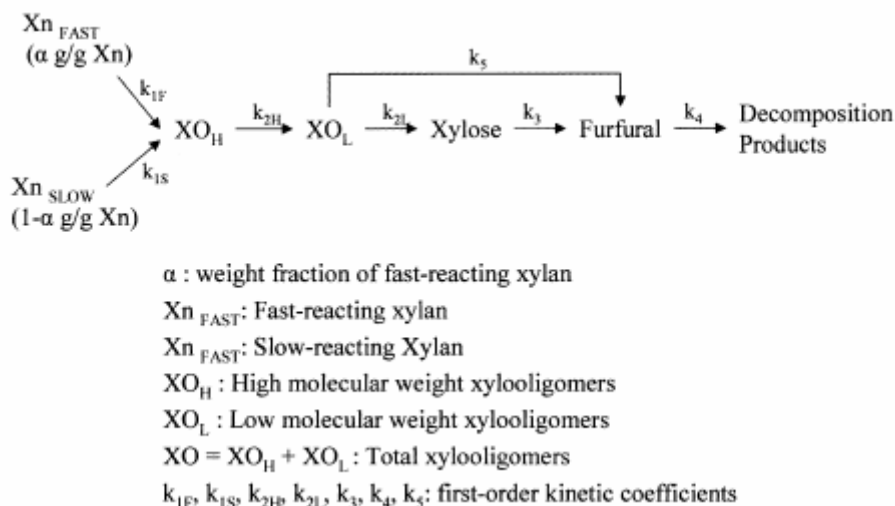 Xn FAST
(α g/g Xn)
k1F
k5
XOH
k2H
XOL
k2L
Xylose
k3
Furfural
k4
Decomposition
Products
k1S
Xn SLOW
(1-α g/g Xn)
α : weight fraction of fast-reacting xylan
Xn FAST: Fast-reacting xylan
Xn FAST: Slow-reacting Xylan
XOH : High molecular weight xylooligomers
XOL : Low molecular weight xylooligomers
XO = XOH + XOL : Total xylooligomers
k1F, k1S, k2H, k2L, k3, k4, k5: first-order kinetic coefficients